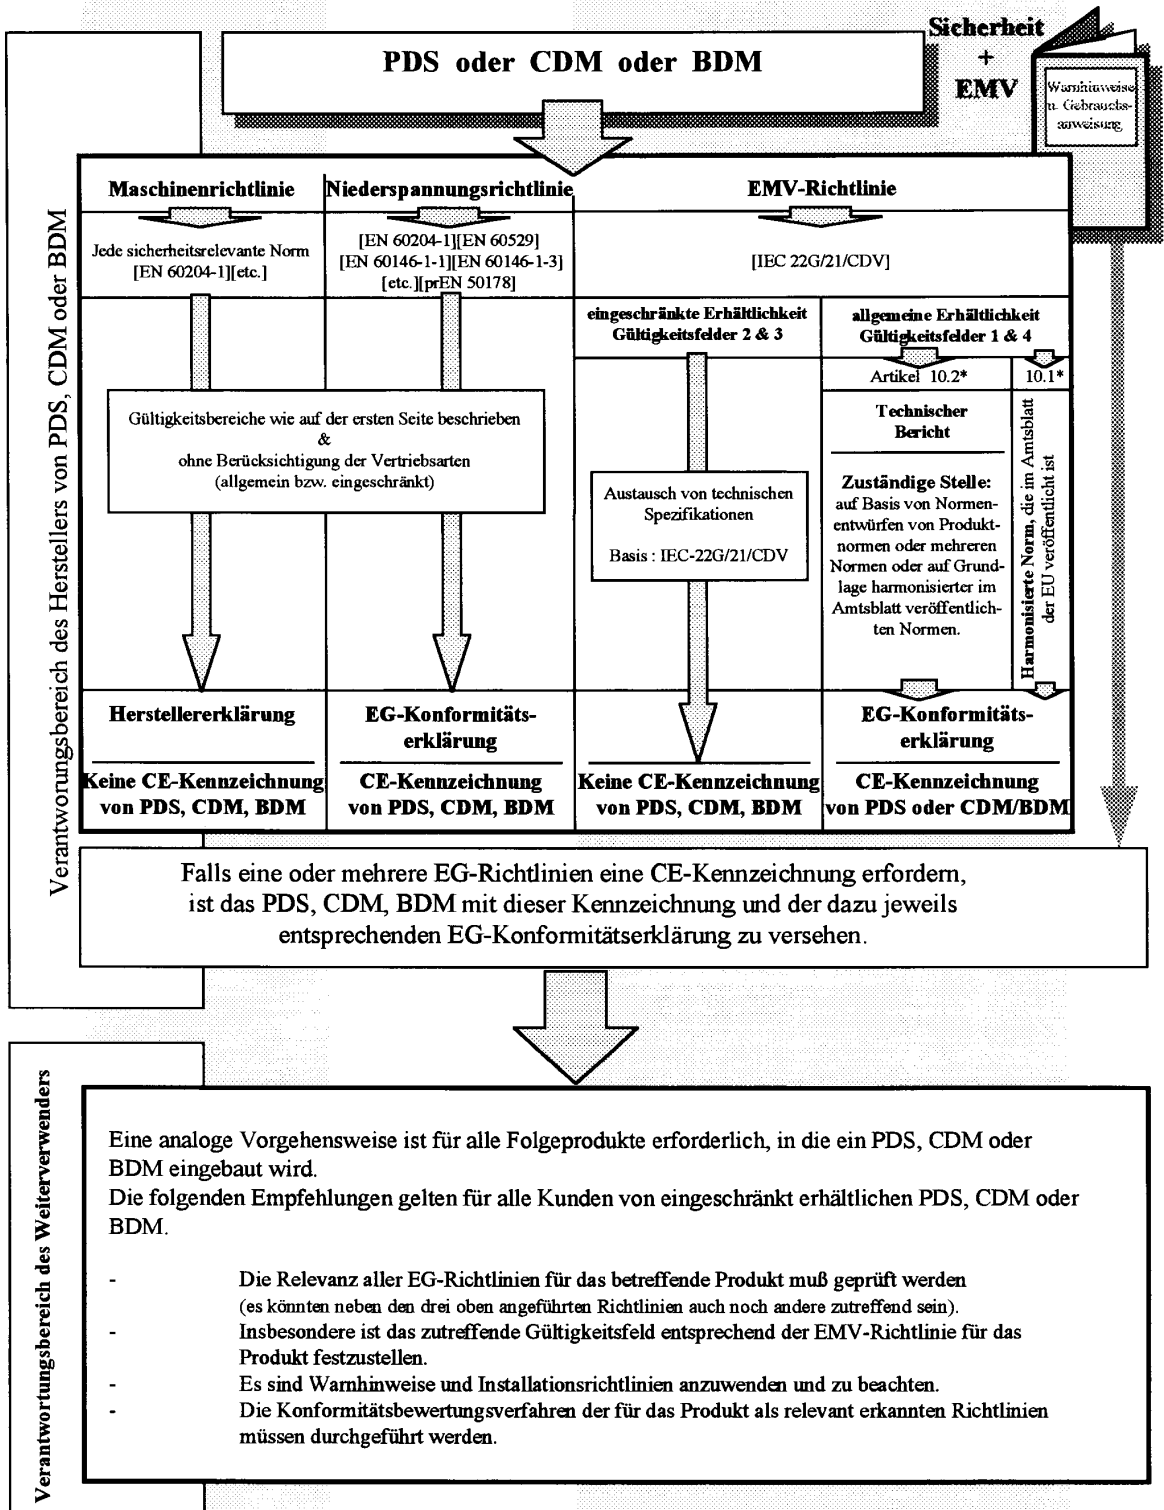 Sicherheit
+
EMV
PDS oder CDM oder BDM
Warnhinweise
u. Gebrauchs-
anweisung
Verantworungsbereich des Herstellers von PDS, CDM oder BDM
Maschinenrichtlinie
Niederspannungsrichtlinie
EMV-Richtlinie
Jede sicherheitsrelevante Norm
[EN 60204-1][etc.]
[EN 60204-1][EN 60529]
[EN 60146-1-1][EN 60146-1-3]
[etc.][prEN 50178]
[IEC 22G/21/CDV]
eingeschränkte Erhältlichkeit
Gültigkeitsfelder 2 & 3
allgemeine Erhältlichkeit
Gültigkeitsfelder 1 & 4
Artikel 10.2*
10.1*
Gültigkeitsbereiche wie auf der ersten Seite beschrieben
&
ohne Berücksichtigung der Vertriebsarten
(allgemein bzw. eingeschränkt)
Austausch von technischen
Spezifikationen
Basis : IEC-22G/21/CDV
Technischer
Bericht
Zuständige Stelle:
auf Basis von Normen-
entwürfen von Produkt-
normen oder mehreren
Normen oder auf Grund-
lage harmonisierter im
Amtsblatt veröffentlich-
ten Normen.
Harmonisierte Norm, die im Amtsblatt
der EU veröffentlicht ist
Herstellererklärung
Keine CE-Kennzeichnung
von PDS, CDM, BDM
EG-Konformitäts-
erklärung
CE-Kennzeichnung
von PDS, CDM, BDM
Keine CE-Kennzeichnung
von PDS, CDM, BDM
EG-Konformitäts-
erklärung
CE-Kennzeichnung
von PDS oder CDM/BDM
Falls eine oder mehrere EG-Richtlinien eine CE-Kennzeichnung erfordern,
ist das PDS, CDM, BDM mit dieser Kennzeichnung und der dazu jeweils
entsprechenden EG-Konformitätserklärung zu versehen.
Verantwortungsbereich des Weiterverwenders
Eine analoge Vorgehensweise ist für alle Folgeprodukte erforderlich, in die ein PDS, CDM oder
BDM eingebaut wird.
Die folgenden Empfehlungen gelten für alle Kunden von eingeschränkt erhältlichen PDS, CDM oder
BDM.
- Die Relevanz aller EG-Richtlinien für das betreffende Produkt muß geprüft werden
(es könnten neben den drei oben angeführten Richtlinien auch noch andere zutreffend sein).
- Insbesondere ist das zutreffende Gültigkeitsfeld entsprechend der EMV-Richtlinie für das
Produkt festzustellen.
- Es sind Warnhinweise und Installationsrichtlinien anzuwenden und zu beachten.
- Die Konformitätsbewertungsverfahren der für das Produkt als relevant erkannten Richtlinien
müssen durchgeführt werden.